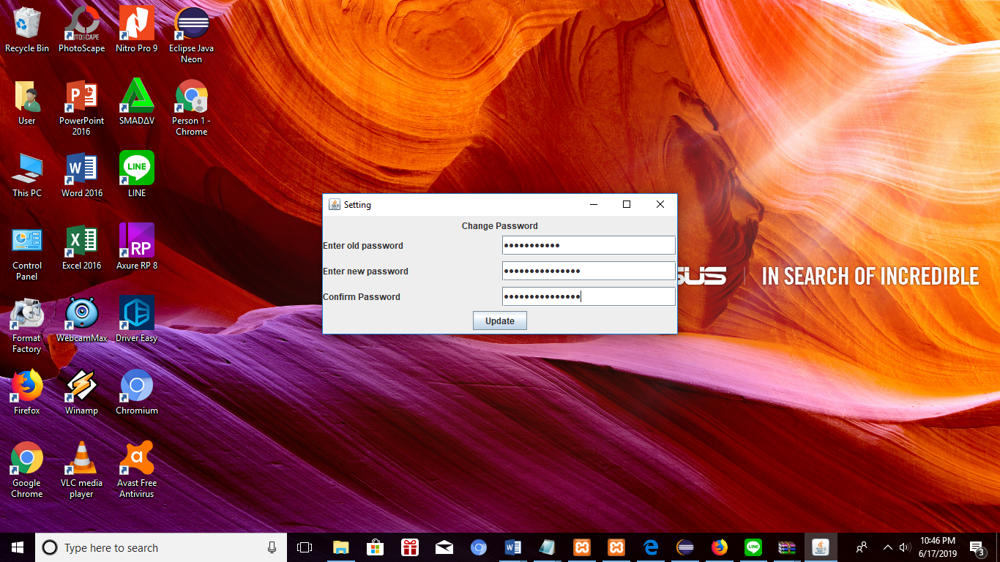 Recycle Bin
PhotoScape
Nitro Pro 9
Eclipse Java
Neon
User
PowerPoint
2016
SMADΔV
Person 1 -
Chrome
This PC
Word 2016
LINE
LINE
Control
Panel
Excel 2016
RP
Axure RP 8
Format
Factory
WebcamMax
Driver Easy
Firefox
Winamp
Chromium
Google
Chrome
VLC media
player
Avast Free
Antivirus
Setting
Change Password
Enter old password
•••••••••••
Enter new password
•••••••••••••••
Confirm Password
•••••••••••••••
Update
SUS
IN SEARCH OF INCREDIBLE
Type here to search
10:46 PM
6/17/2019
3